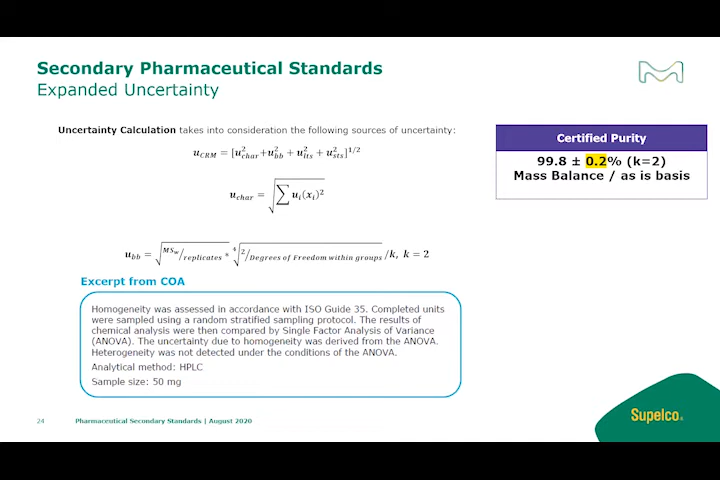 Secondary Pharmaceutical Standards
Expanded Uncertainty
Uncertainty Calculation takes into consideration the following sources of uncertainty:
u_CRM = [u²_char+u²_bb + u²_lts + u²_sts]^1/2
u_char = √∑ u_i(x_i)²
u_bb = √MS_w/replicates * ⁴√2/Degrees of Freedom within groups /k, k = 2
Certified Purity
99.8 ± 0.2% (k=2)
Mass Balance / as is basis
Excerpt from COA
Homogeneity was assessed in accordance with ISO Guide 35. Completed units
were sampled using a random stratified sampling protocol. The results of
chemical analysis were then compared by Single Factor Analysis of Variance
(ANOVA). The uncertainty due to homogeneity was derived from the ANOVA.
Heterogeneity was not detected under the conditions of the ANOVA.
Analytical method: HPLC
Sample size: 50 mg
24 Pharmaceutical Secondary Standards | August 2020
Supelco®